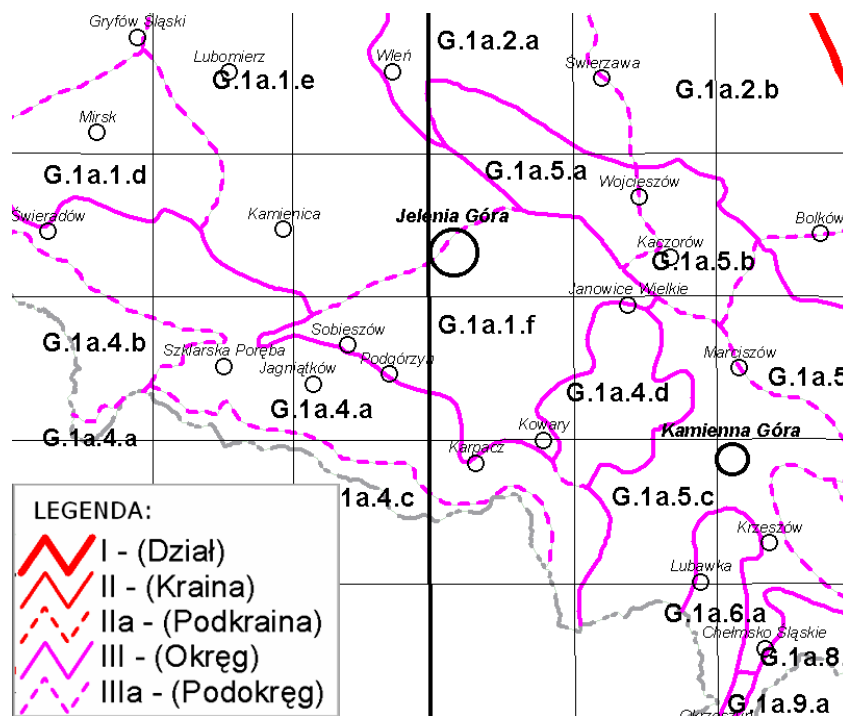 Gryfów Śląski
G.1a.2.a
Lubomierz
Wleń
Świerzawa
G.1a.1.e
G.1a.2.b
Mirsk
G.1a.1.d
G.1a.5.a
Wojcieszów
Świeradów
Kamienica
Jelenia Góra
Bolków
Kaczorów
G.1a.5.b
Janowice Wielkie
G.1a.1.f
Sobieszów
G.1a.4.b
Szklarska Poręba
Podgórzyn
Marciszów
Jagniątków
G.1a.4.d
G.1a.5
G.1a.4.a
Kowary
Kamienna Góra
G.1a.4.a
Karpacz
1a.4.c
G.1a.5.c
Krzeszów
Lubawka
G.1a.6.a
Chełmsko Śląskie
G.1a.8.
G.1a.9.a
LEGENDA:
I - (Dział)
II - (Kraina)
IIa - (Podkraina)
III - (Okręg)
IIIa - (Podokręg)